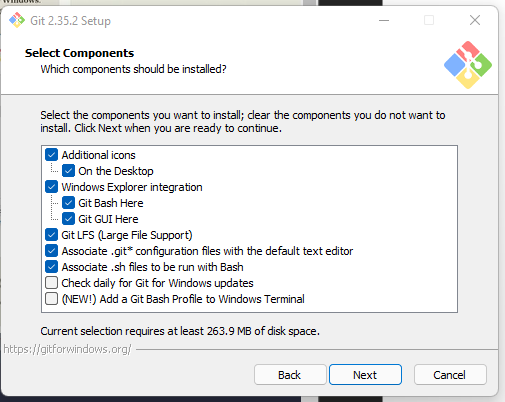 Windows.
Git 2.35.2 Setup
Select Components
Which components should be installed?
Select the components you want to install; clear the components you do not want to
install. Click Next when you are ready to continue.
Additional icons
On the Desktop
Windows Explorer integration
Git Bash Here
Git GUI Here
Git LFS (Large File Support)
Associate .git* configuration files with the default text editor
Associate .sh files to be run with Bash
Check daily for Git for Windows updates
(NEW!) Add a Git Bash Profile to Windows Terminal
Current selection requires at least 263.9 MB of disk space.
https://gitforwindows.org/
Back
Next
Cancel